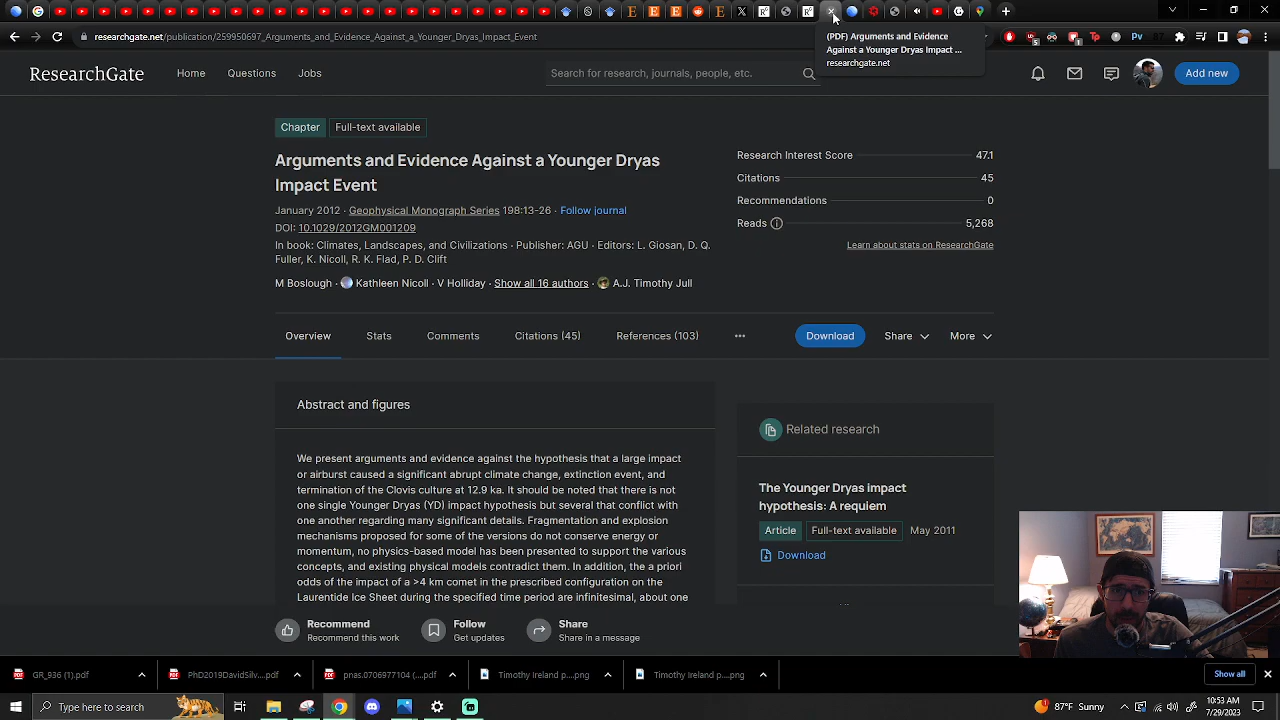 (PDF) Arguments and Evidence
Against a Younger Dryas Impact ...
researchgate.net
researchgate.net/publication/259950697_Arguments_and_Evidence_Against_a_Younger_Dryas_Impact_Event
ResearchGate
Home
Questions
Jobs
Search for research, journals, people, etc.
Add new
Chapter
Full-text available
Arguments and Evidence Against a Younger Dryas
Impact Event
January 2012 · Geophysical Monograph Series 198:13-26 · Follow journal
DOI: 10.1029/2012GM001209
In book: Climates, Landscapes, and Civilizations · Publisher: AGU · Editors: L. Giosan, D. Q.
Fuller, K. Nicoll, R. K. Flad, P. D. Clift
M Boslough · Kathleen Nicoll · V Holliday · Show all 16 authors · A.J. Timothy Jull
Research Interest Score 47.1
Citations 45
Recommendations 0
Reads 5,268
Learn about stats on ResearchGate
Overview
Stats
Comments
Citations (45)
References (103)
Download
Share
More
Abstract and figures
We present arguments and evidence against the hypothesis that a large impact
or airburst caused a significant abrupt climate change, extinction event, and
termination of the Clovis culture at 12.9 ka. It should be noted that there is not
one single Younger Dryas (YD) impact hypothesis but several that conflict with
one another regarding many significant details. Fragmentation and explosion
mechanisms proposed for some of the versions do not conserve energy or
momentum, no physics-based model has been presented to support the various
concepts, and existing physical models contradict them. In addition, the a priori
odds of the impact of a >4 km comet in the prescribed configuration on the
Laurentide Ice Sheet during the specified time period are infinitesimal, about one
Related research
The Younger Dryas impact
hypothesis: A requiem
Article
Full-text available
May 2011
Download
Recommend
Recommend this work
Follow
Get updates
Share
Share in a message
GR_936 (1).pdf
PhD2019DavidSilv....pdf
pnas.0706977104 (....pdf
Timothy Ireland p....png
Timothy Ireland p....png
Show all
Type here to search
87°F Sunny
10:53 AM
7/29/2023